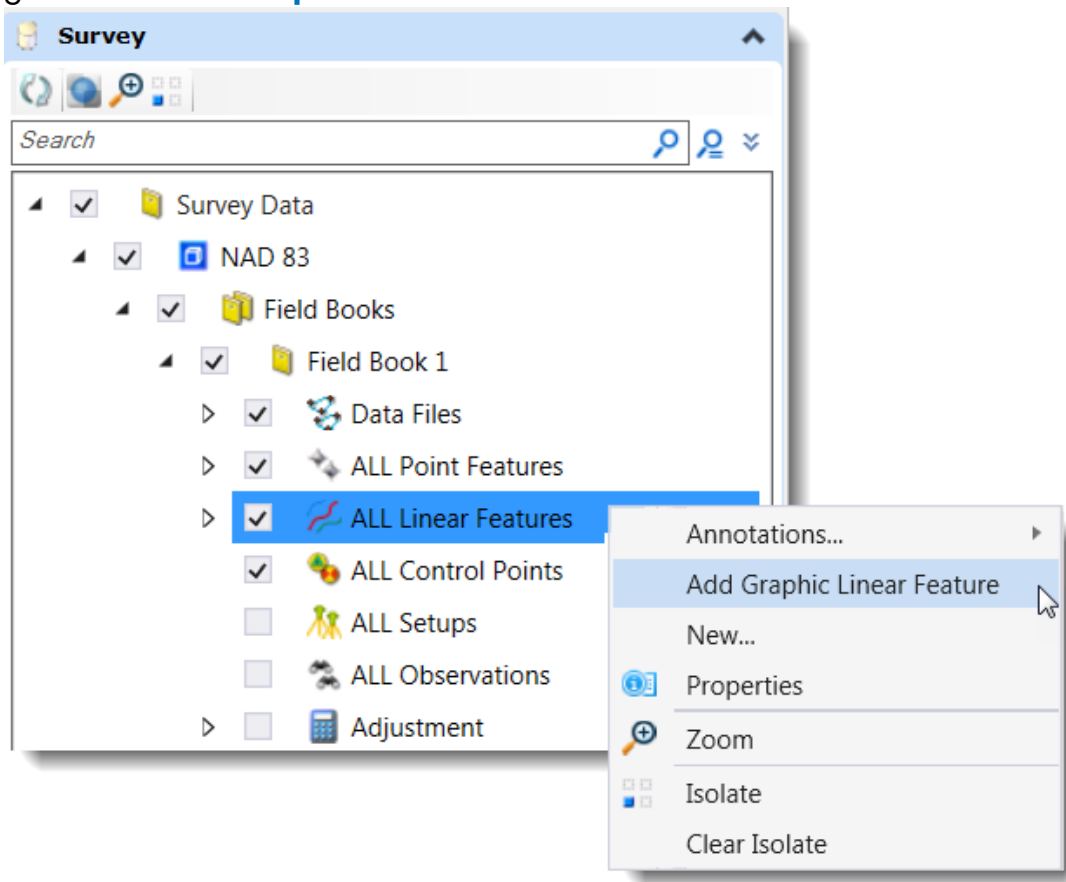 Survey
Search
Survey Data
NAD 83
Field Books
Field Book 1
Data Files
ALL Point Features
ALL Linear Features
ALL Control Points
ALL Setups
ALL Observations
Adjustment
Annotations...
Add Graphic Linear Feature
New...
Properties
Zoom
Isolate
Clear Isolate